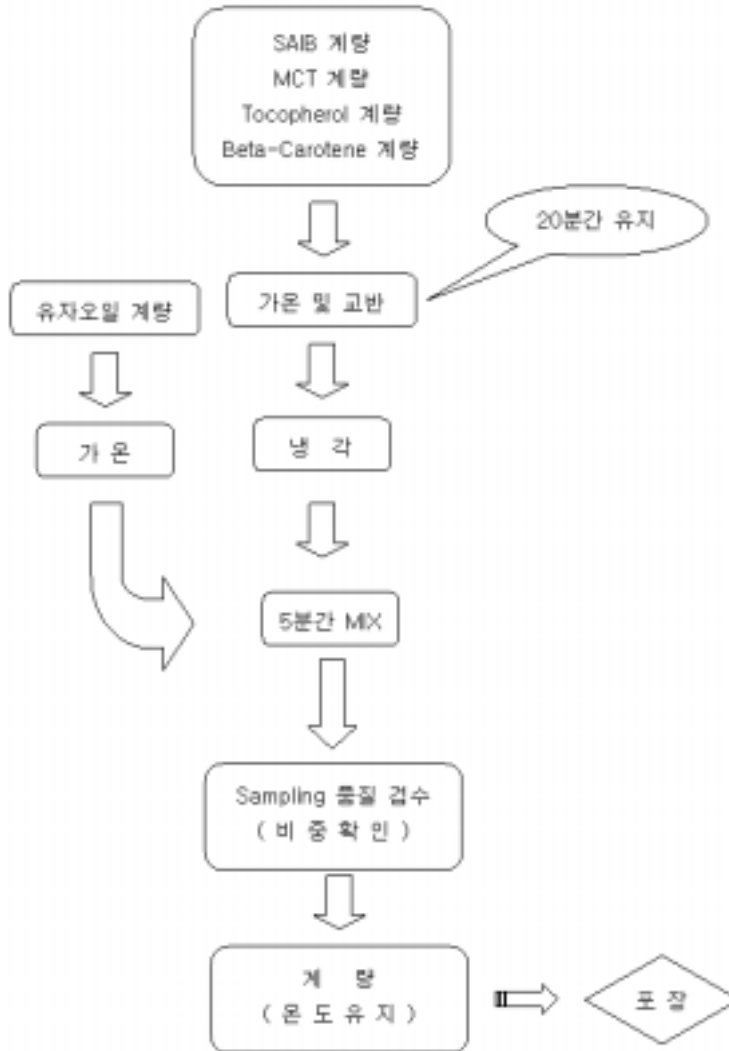 SAIB 계량
MCT 계량
Tocopherol 계량
Beta-Carotene 계량
20분간 유지
유자오일 계량
가온 및 교반
가 온
냉 각
5분간 MIX
Sampling 품질 검수
( 비 중 확 인 )
계 량
( 온 도 유 지 )
포 장